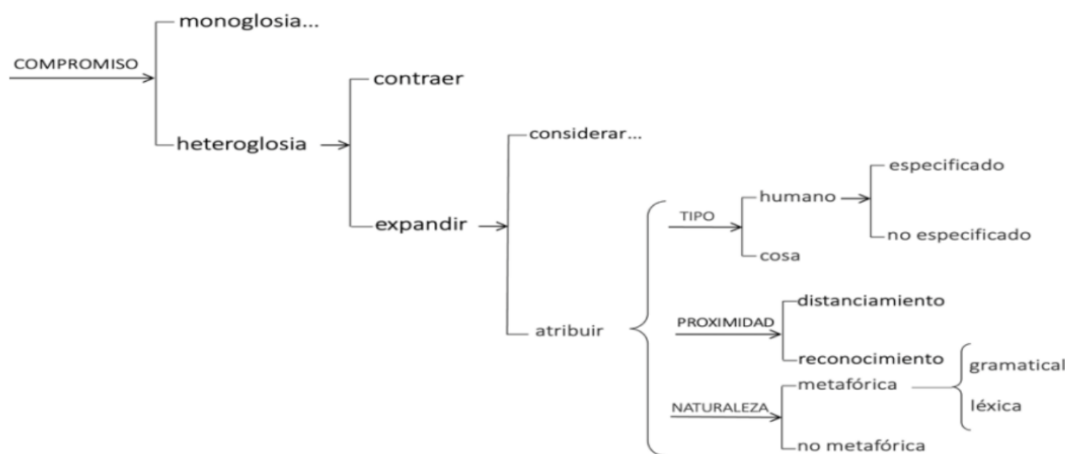 monoglosia...
COMPROMISO
contraer
heteroglosia
considerar...
especificado
humano
TIPO
expandir
no especificado
cosa
distanciamiento
atribuir
PROXIMIDAD
reconocimiento
gramatical
metafórica
NATURALEZA
léxica
no metafórica